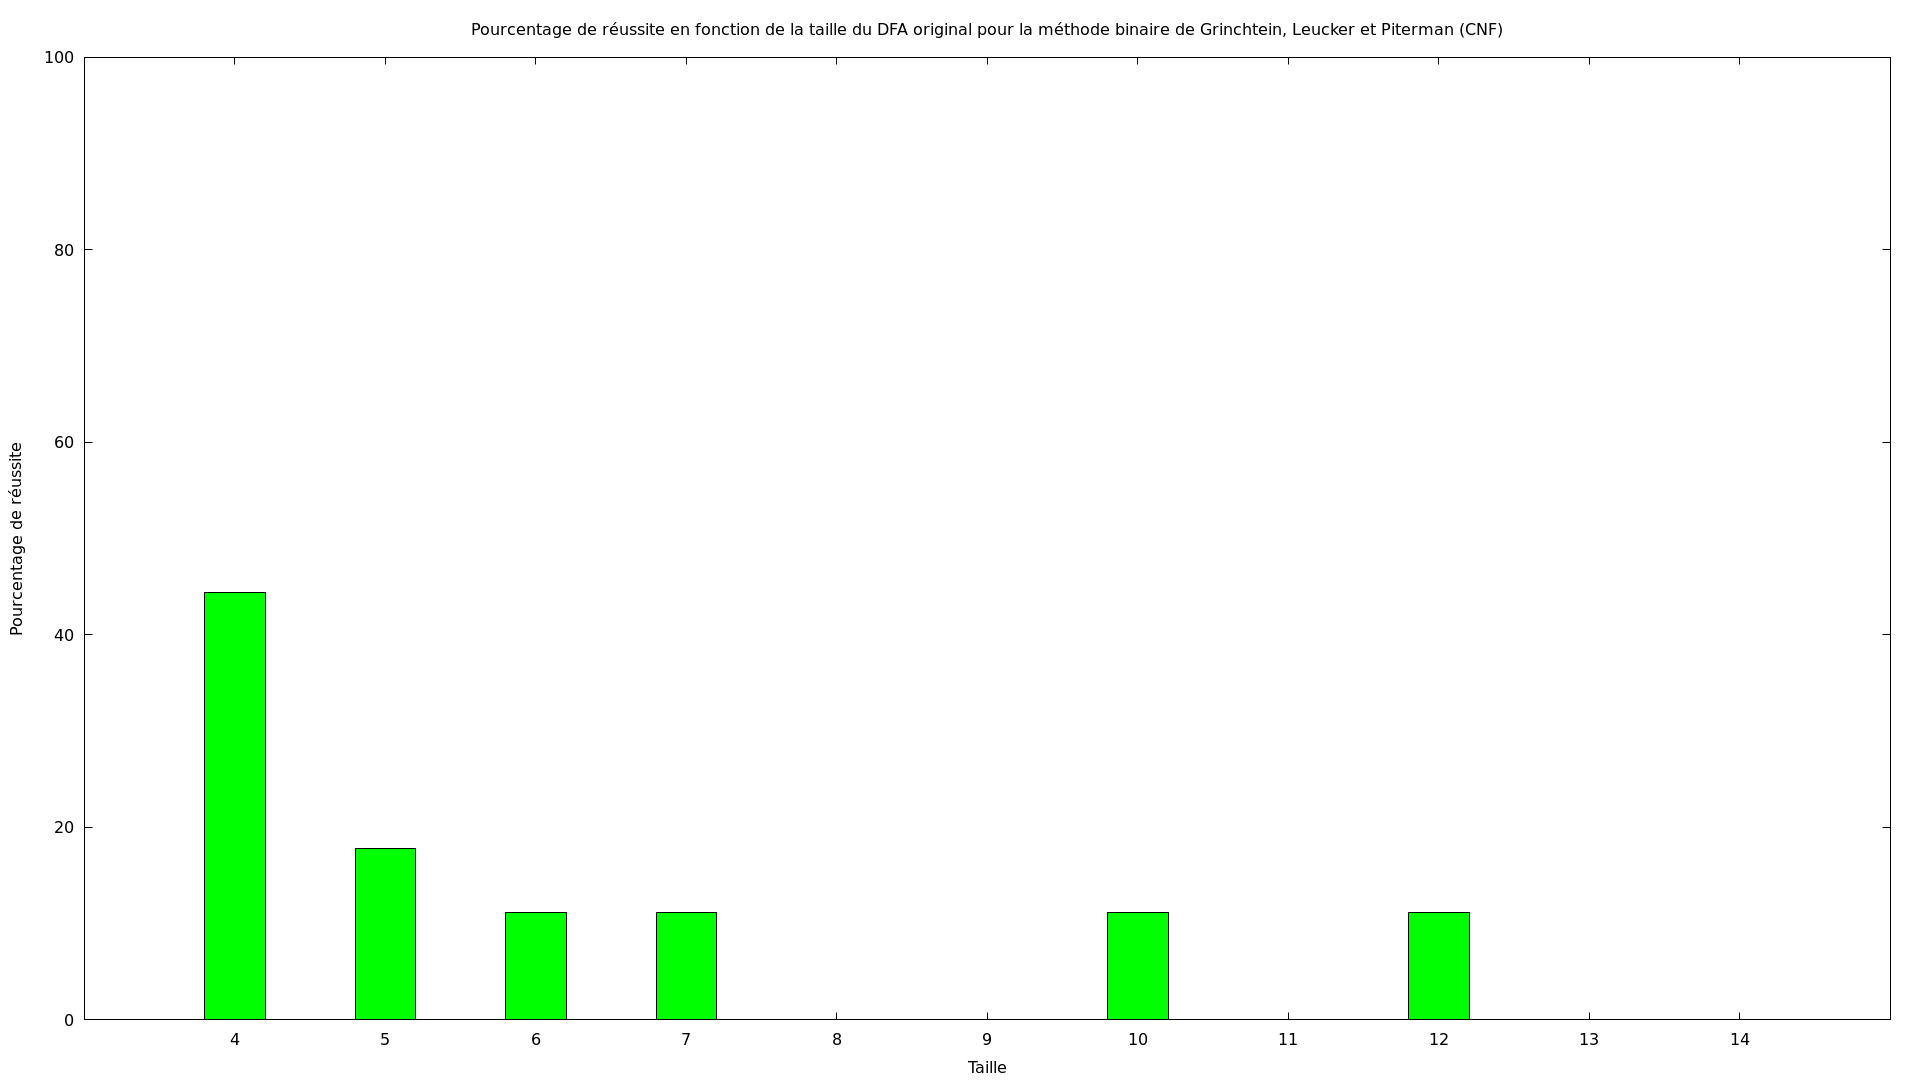 Pourcentage de réussite en fonction de la taille du DFA original pour la méthode binaire de Grinchtein, Leucker et Piterman (CNF)
100
80
60
40
20
0
Pourcentage de réussite
4 5 6 7 8 9 10 11 12 13 14
Taille